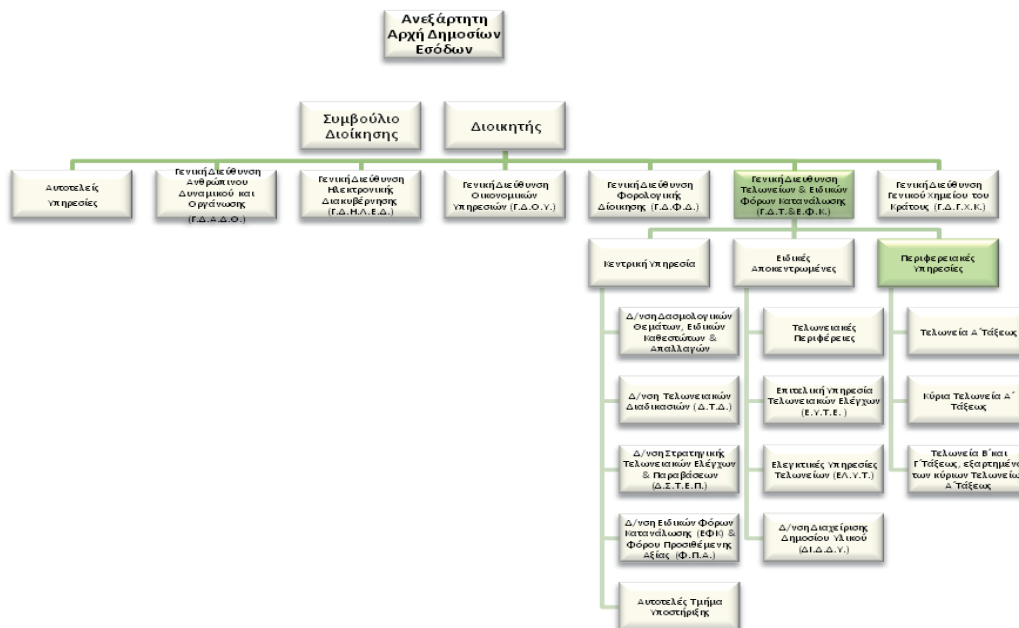 Ανεξάρτητη
Αρχή Δημοσίων
Εσόδων
Συμβούλιο
Διοίκησης
Διοικητής
Αυτοτελείς
Υπηρεσίες
Γενική Διεύθυνση
Ανθρώπινου
Δυναμικού και
Οργάνωσης
(Γ.Δ.Α.Δ.Ο.)
Γενική Διεύθυνση
Ηλεκτρονικής
Διακυβέρνησης
(Γ.Δ.ΗΛ.Ε.Δ.)
Γενική Διεύθυνση
Οικονομικών
Υπηρεσιών (Γ.Δ.Ο.Υ.)
Γενική Διεύθυνση
Φορολογικής
Δίοικησης (Γ.Δ.Φ.Δ.)
Γενική Διευθυνση
Τελωνείων & Ειδικών
Φόρων Κατανάλωσης
(Γ.Δ.Τ.&Ε.Φ.Κ.)
Γενική Διεύθυνση
Γενικού Χημείου του
Κράτους (Γ.Δ.Γ.Χ.Κ.)
Κεντρική Υπηρεσία
Ειδικές
Αποκεντρωμένες
Περιφερειακές
Υπηρεσίες
Δ/νση Δασμολογικών
Θεμάτων, Ειδικών
Καθεστώτων &
Απαλλαγών
Δ/νση Τελωνειακών
Διαδικασιών (Δ.Τ.Δ.)
Δ/νση Στρατηγικής
Τελωνειακών Ελέγχων
& Παραβάσεων
(Δ.Σ.Τ.Ε.Π.)
Δ/νση Ειδικών Φόρων
Κατανάλωσης (ΕΦΚ) &
Φόρου Προσιθέμενης
Αξίας (Φ.Π.Α.)
Αυτοτελές Τμήμα
Υποστήριξης
Τελωνειακές
Περιφέρειες
Επιτελική Υπηρεσία
Τελωνειακών Ελέγχων
(Ε.Υ.Τ.Ε.)
Ελεγκτικές Υπηρεσίες
Τελωνείων (ΕΛ.Υ.Τ.)
Δ/νση Διαχείρισης
Δημοσίου Υλικού
(ΔΙ.Δ.Δ.Υ.)
Τελωνεία Α΄Τάξεως
Κύρια Τελωνεία Α΄
Τάξεως
Τελωνεία Β΄και
Γ΄Τάξεως, εξαρτημένα
των κύριων Τελωνείων
Α΄Τάξεως